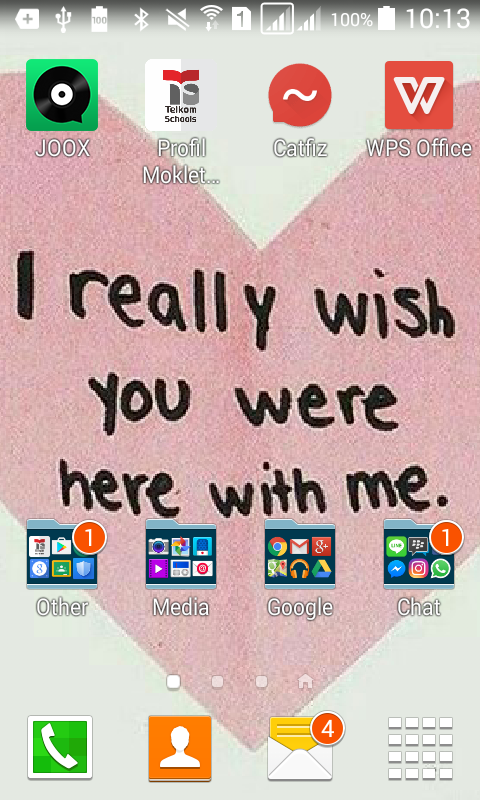 100 1 100% 10:13
Telkom
Schools
JOOX Profil Moklet... Catfiz WPS Office
I really wish
you were
here with me.
1 1
Other Media Google Chat
4